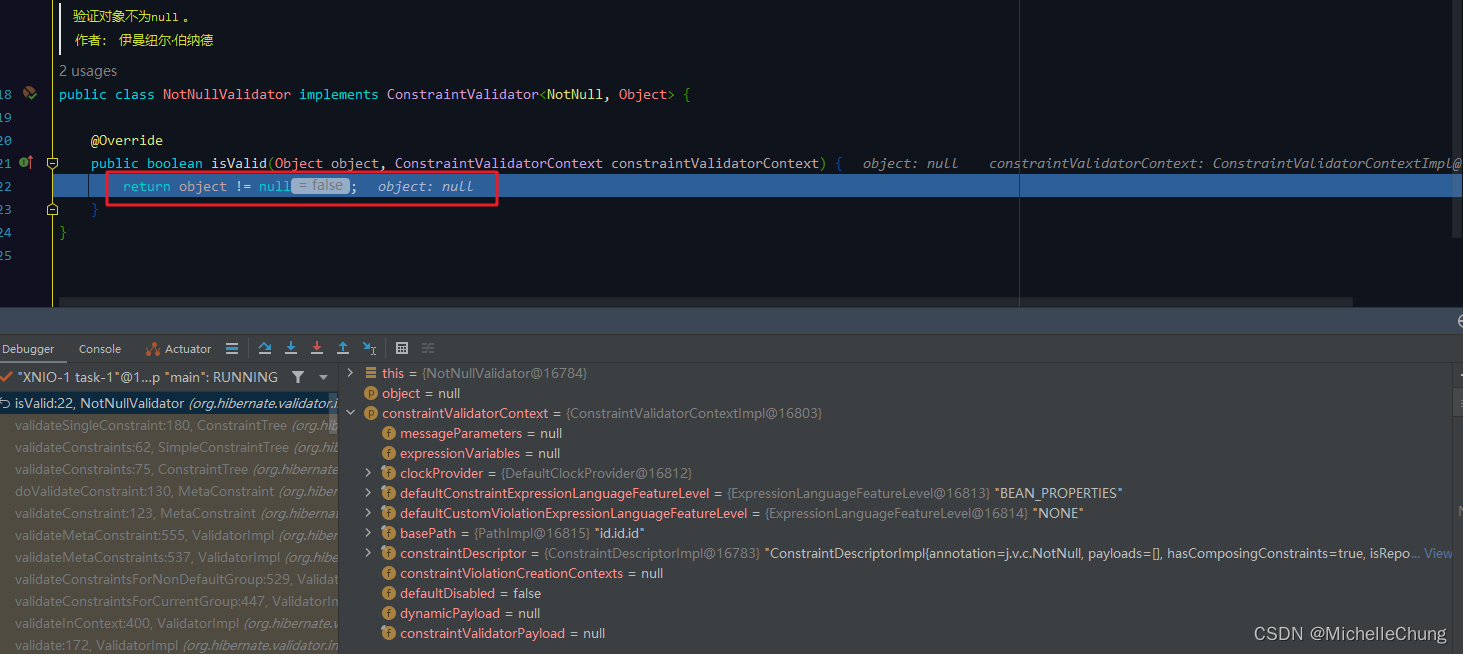 验证对象不为null 。
作者： 伊曼纽尔·伯纳德
2 usages
18 public class NotNullValidator implements ConstraintValidator<NotNull, Object> {
19
20 @Override
21 public boolean isValid(Object object, ConstraintValidatorContext constraintValidatorContext) { object: null constraintValidatorContext: ConstraintValidatorContextImpl@
22 return object != null = false ; object: null
23 }
24 }
25
Debugger Console Actuator
"XNIO-1 task-1"@1...p "main": RUNNING
isValid:22, NotNullValidator (org.hibernate.validator.i
validateSingleConstraint:180, ConstraintTree (org.hib
validateConstraints:62, SimpleConstraintTree (org.hib
validateConstraints:75, ConstraintTree (org.hibernate
doValidateConstraint:130, MetaConstraint (org.hiber
validateConstraint:123, MetaConstraint (org.hibernat
validateMetaConstraint:555, ValidatorImpl (org.hiber
validateMetaConstraints:537, ValidatorImpl (org.hibe
validateConstraintsForNonDefaultGroup:529, Validat
validateConstraintsForCurrentGroup:447, ValidatorIm
validateInContext:400, ValidatorImpl (org.hibernate.v
validate:172, ValidatorImpl (org.hibernate.validator.in
this = {NotNullValidator@16784}
object = null
constraintValidatorContext = {ConstraintValidatorContextImpl@16803}
messageParameters = null
expressionVariables = null
clockProvider = {DefaultClockProvider@16812}
defaultConstraintExpressionLanguageFeatureLevel = {ExpressionLanguageFeatureLevel@16813} "BEAN_PROPERTIES"
defaultCustomViolationExpressionLanguageFeatureLevel = {ExpressionLanguageFeatureLevel@16814} "NONE"
basePath = {PathImpl@16815} "id.id.id"
constraintDescriptor = {ConstraintDescriptorImpl@16783} "ConstraintDescriptorImpl{annotation=j.v.c.NotNull, payloads=[], hasComposingConstraints=true, isRepo... View
constraintViolationCreationContexts = null
defaultDisabled = false
dynamicPayload = null
constraintValidatorPayload = null
CSDN @MichelleChung